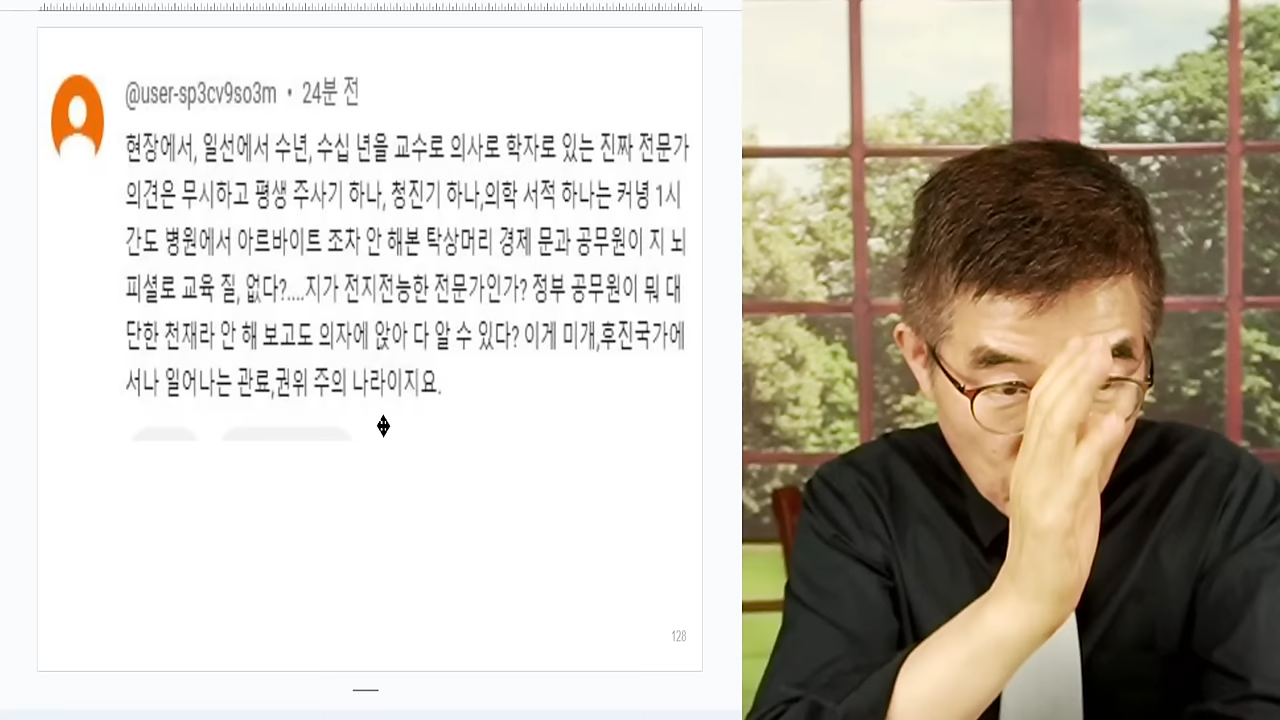 @user-sp3cv9so3m • 24분 전
현장에서, 일선에서 수년, 수십 년을 교수로 의사로 학자로 있는 진짜 전문가
의견은 무시하고 평생 주사기 하나, 청진기 하나,의학 서적 하나는 커녕 1시
간도 병원에서 아르바이트 조차 안 해본 탁상머리 경제 문과 공무원이 지 뇌
피셜로 교육 질, 없다?....지가 전지전능한 전문가인가? 정부 공무원이 뭐 대
단한 천재라 안 해 보고도 의자에 앉아 다 알 수 있다? 이게 미개,후진국가에
서나 일어나는 관료,권위 주의 나라이지요.
128